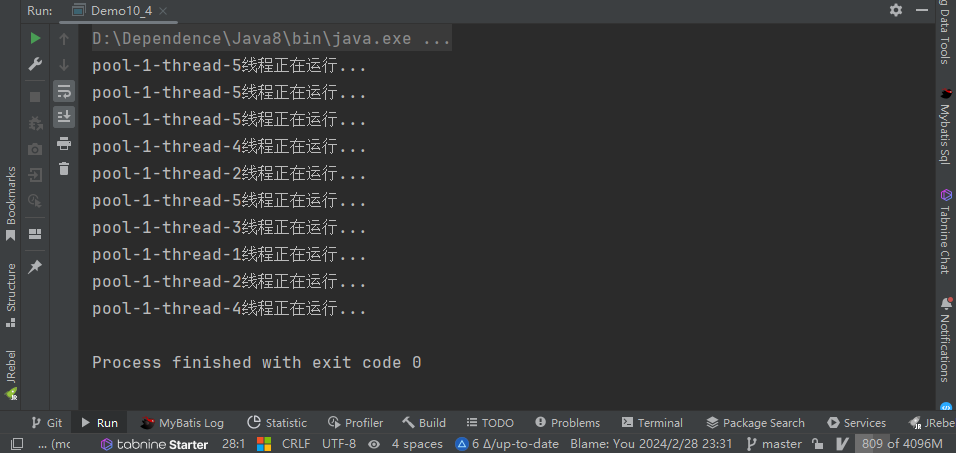 Run: Demo10_4
D:\Dependence\Java8\bin\java.exe ...
pool-1-thread-5线程正在运行...
pool-1-thread-5线程正在运行...
pool-1-thread-5线程正在运行...
pool-1-thread-4线程正在运行...
pool-1-thread-2线程正在运行...
pool-1-thread-5线程正在运行...
pool-1-thread-3线程正在运行...
pool-1-thread-1线程正在运行...
pool-1-thread-2线程正在运行...
pool-1-thread-4线程正在运行...
Process finished with exit code 0
Bookmarks
Structure
JRebel
g Data Tools
Mybatis Sql
Tabnine Chat
Notifications
Git Run MyBatis Log Statistic Profiler Build TODO Problems Terminal Package Search Services JRebe
... (mc tabnine Starter 28:1 CRLF UTF-8 4 spaces 6 Δ/up-to-date Blame: You 2024/2/28 23:31 master 809 of 4096M